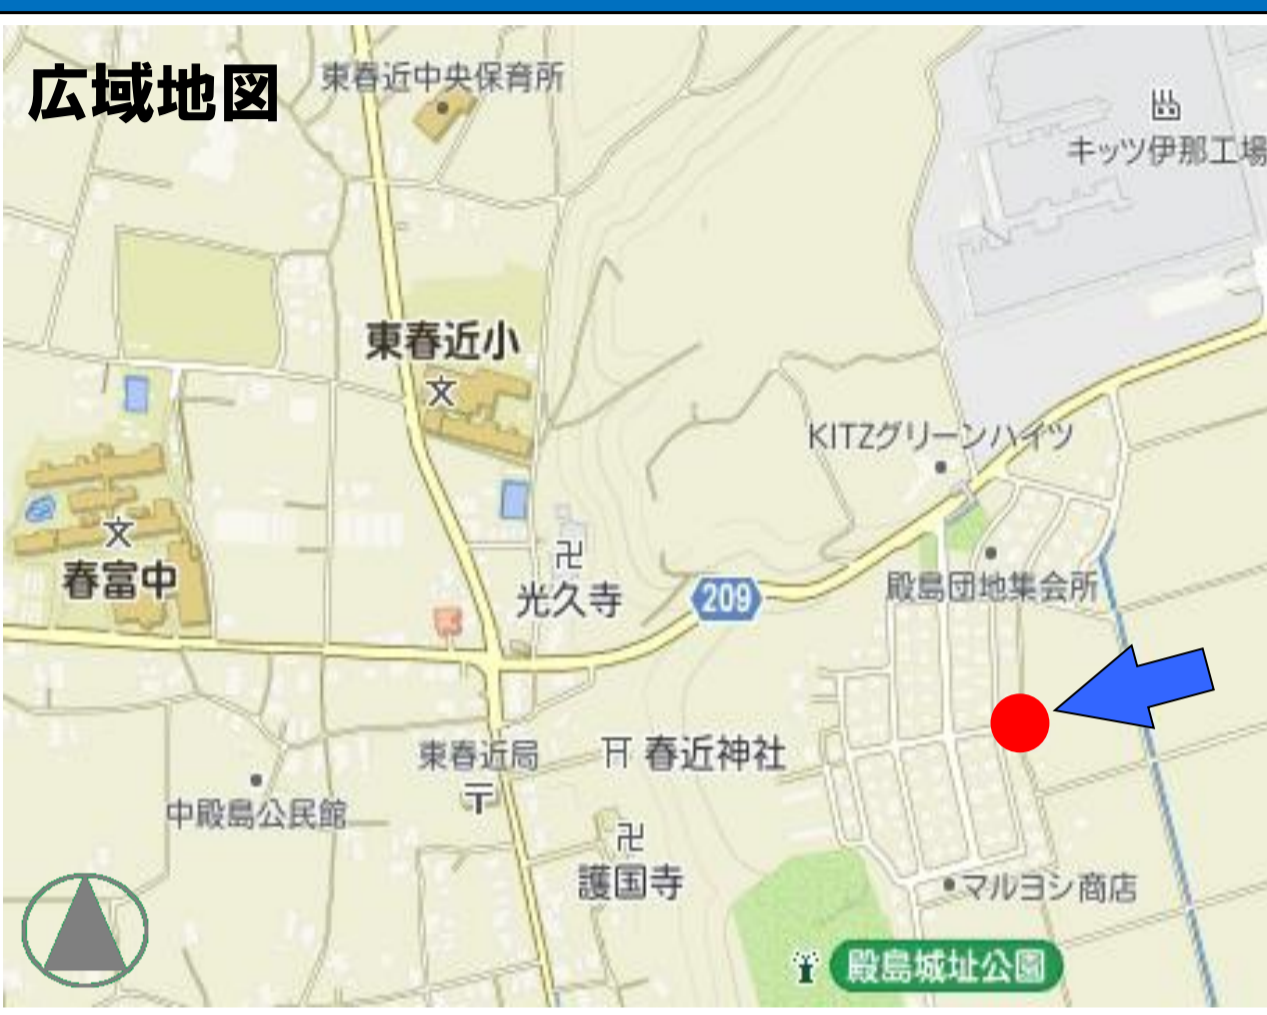 広域地図
東春近中央保育所
キッツ伊那工場
東春近小
KITZグリーンハイツ
春富中
光久寺
209
殿島団地集会所
東春近局
春近神社
中殿島公民館
護国寺
マルヨシ商店
殿島城址公園